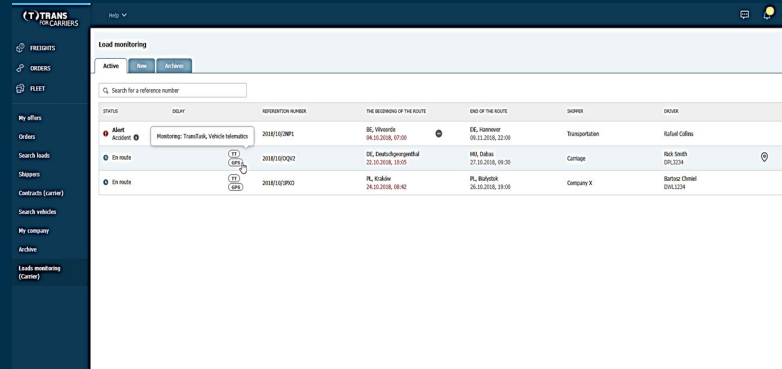 (T)TRANS
FOR CARRIERS
Help
FREIGHTS
ORDERS
FLEET
My offers
Orders
Search loads
Shippers
Contracts (carrier)
Search vehicles
My company
Archive
Loads monitoring
(Carrier)
Load monitoring
Active New Archives
Search for a reference number
STATUS DELAY REFERENTION NUMBER THE BEGINNING OF THE ROUTE END OF THE ROUTE SHIPPER DRIVER
Alert
Accident
Monitoring: TransTask, Vehicle telematics
2018/10/2NP1
BE, Vilvoorde
04.10.2018, 07:00
DE, Hannover
09.11.2018, 22:00
Transportation
Rafael Collins
En route
TT
GPS
2018/10/DQV2
DE, Deutschgeorgenthal
22.10.2018, 10:05
HU, Dabas
27.10.2018, 09:30
Carriage
Rick Smith
DPL3234
En route
TT
GPS
2018/10/3PXO
PL, Kraków
24.10.2018, 08:42
PL, Białystok
26.10.2018, 19:00
Company X
Bartosz Chmiel
DWL1234